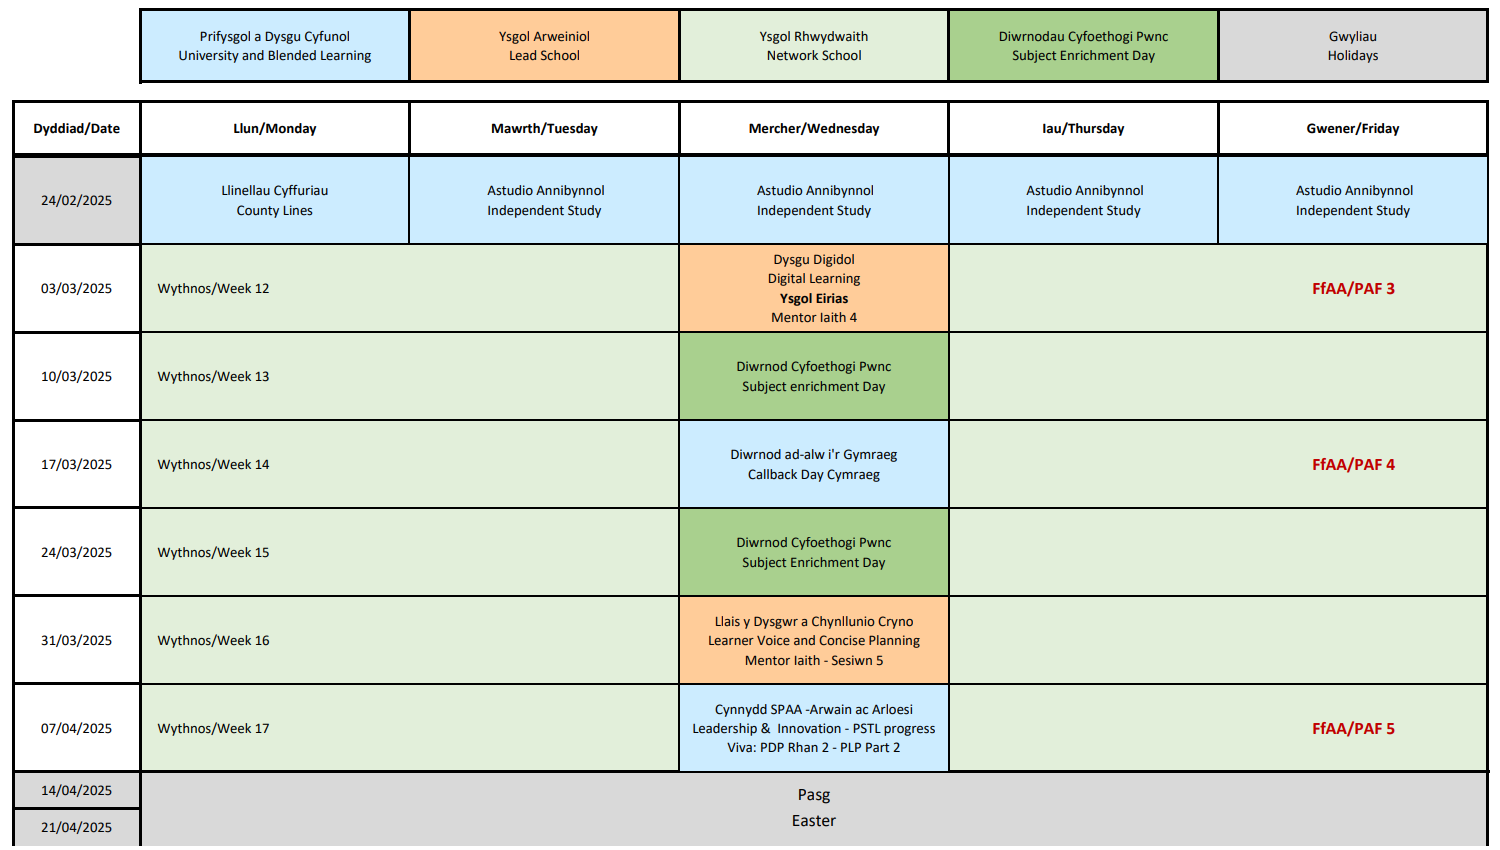 Prifysgol a Dysgu Cyfunol
University and Blended Learning
Ysgol Arweiniol
Lead School
Ysgol Rhwydwaith
Network School
Diwrnodau Cyfoethogi Pwnc
Subject Enrichment Day
Gwyliau
Holidays
Dyddiad/Date
Llun/Monday
Mawrth/Tuesday
Mercher/Wednesday
Iau/Thursday
Gwener/Friday
24/02/2025
Llinellau Cyffuriau
County Lines
Astudio Annibynnol
Independent Study
Astudio Annibynnol
Independent Study
Astudio Annibynnol
Independent Study
Astudio Annibynnol
Independent Study
03/03/2025
Wythnos/Week 12
Dysgu Digidol
Digital Learning
Ysgol Eirias
Mentor Iaith 4
FfAA/PAF 3
10/03/2025
Wythnos/Week 13
Diwrnod Cyfoethogi Pwnc
Subject enrichment Day
17/03/2025
Wythnos/Week 14
Diwrnod ad-alw i'r Gymraeg
Callback Day Cymraeg
FfAA/PAF 4
24/03/2025
Wythnos/Week 15
Diwrnod Cyfoethogi Pwnc
Subject Enrichment Day
31/03/2025
Wythnos/Week 16
Llais y Dysgwr a Chynllunio Cryno
Learner Voice and Concise Planning
Mentor Iaith - Sesiwn 5
07/04/2025
Wythnos/Week 17
Cynnydd SPAA -Arwain ac Arloesi
Leadership & Innovation - PSTL progress
Viva: PDP Rhan 2 - PLP Part 2
FfAA/PAF 5
14/04/2025
Pasg
Easter
21/04/2025